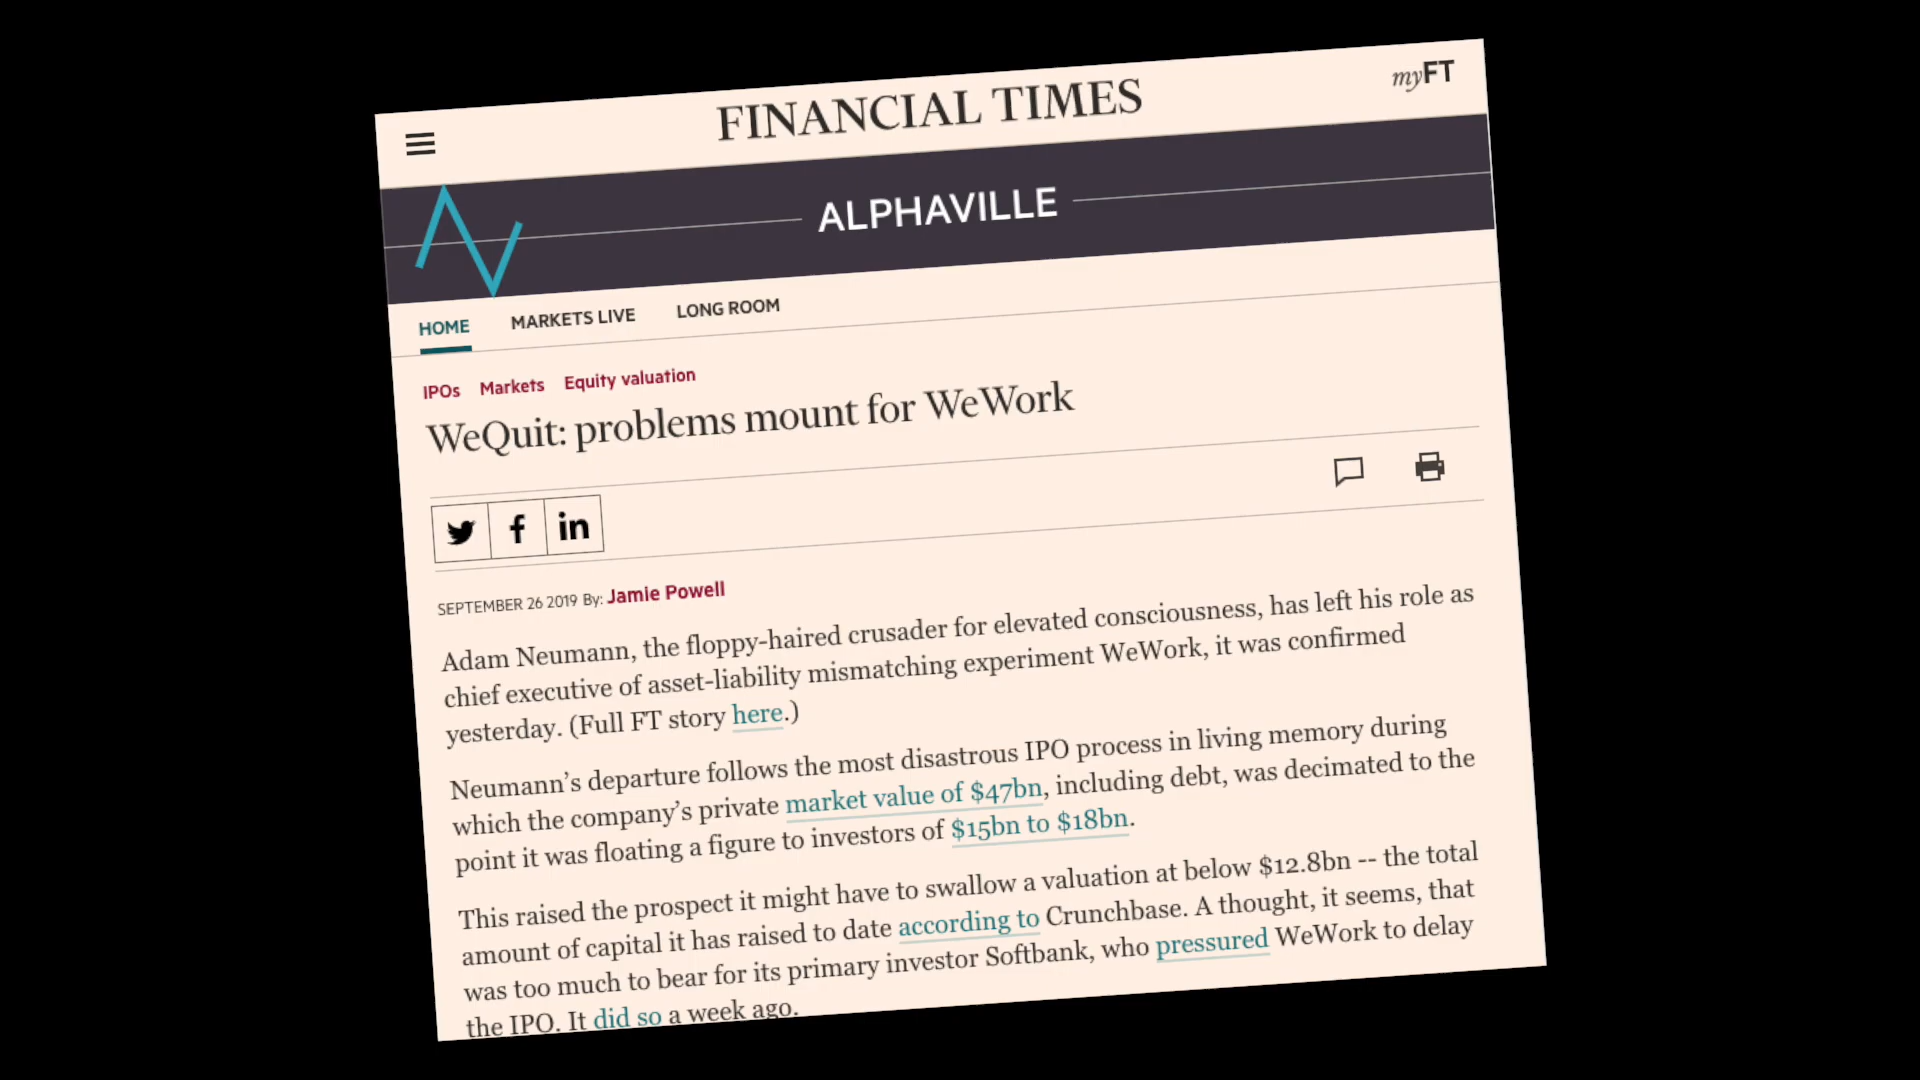 FINANCIAL TIMES
myFT
ALPHAVILLE
HOME MARKETS LIVE LONG ROOM
IPOs Markets Equity valuation
WeQuit: problems mount for WeWork
SEPTEMBER 26 2019 By: Jamie Powell
Adam Neumann, the floppy-haired crusader for elevated consciousness, has left his role as
chief executive of asset-liability mismatching experiment WeWork, it was confirmed
yesterday. (Full FT story here.)
Neumann’s departure follows the most disastrous IPO process in living memory during
which the company’s private market value of $47bn, including debt, was decimated to the
point it was floating a figure to investors of $15bn to $18bn.
This raised the prospect it might have to swallow a valuation at below $12.8bn -- the total
amount of capital it has raised to date according to Crunchbase. A thought, it seems, that
was too much to bear for its primary investor Softbank, who pressured WeWork to delay
the IPO. It did so a week ago.